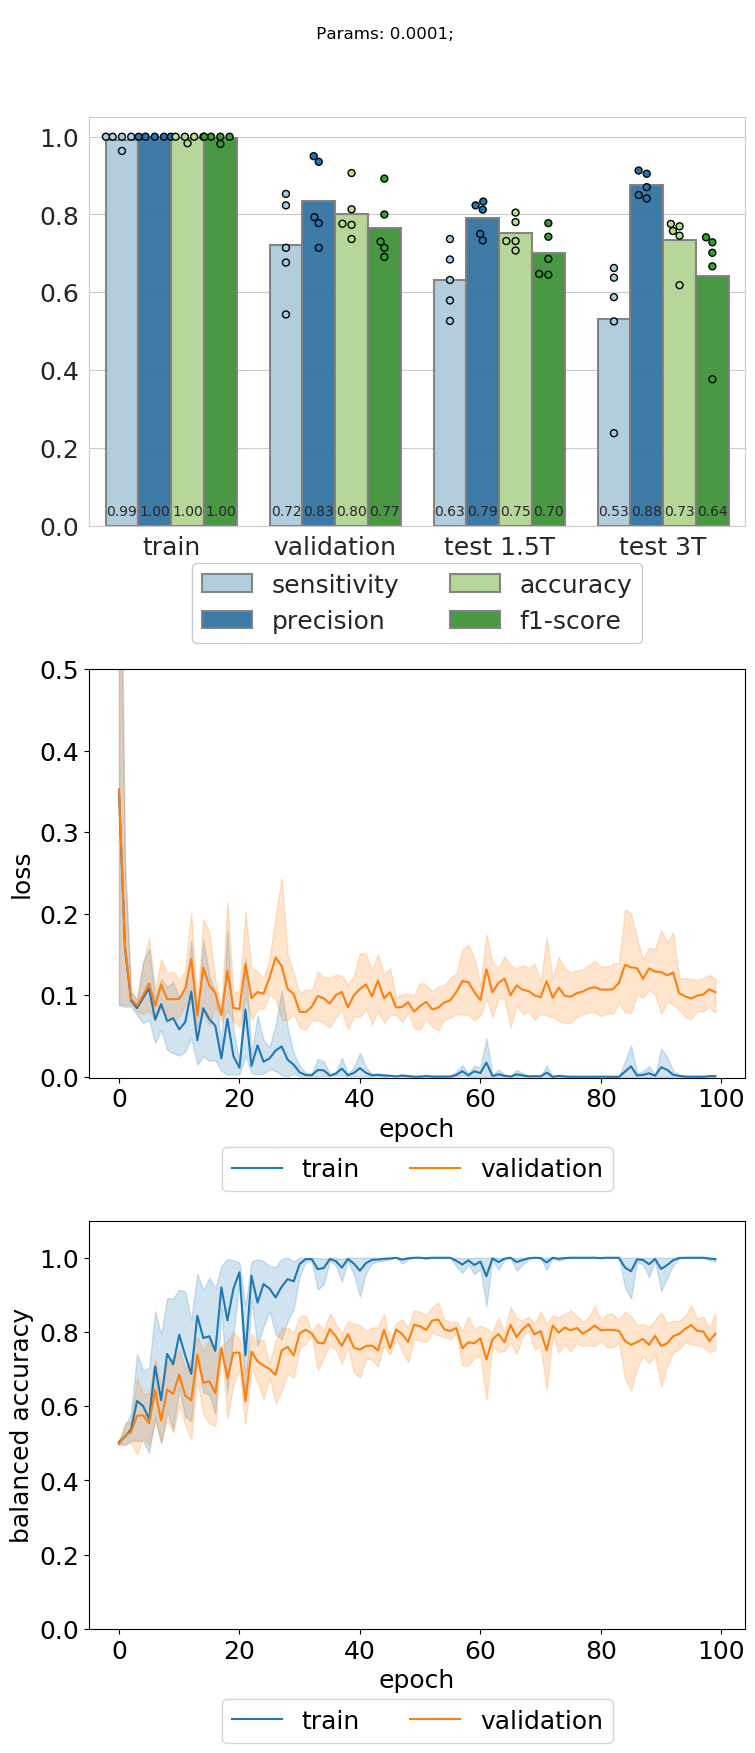 Params: 0.0001;
1.0
0.8
0.6
0.4
0.2
0.0
0.99 1.00 1.00 1.00 0.72 0.83 0.80 0.77 0.63 0.79 0.75 0.70 0.53 0.88 0.73 0.64
train validation test 1.5T test 3T
sensitivity accuracy
precision f1-score
0.5
0.4
0.3
0.2
0.1
0.0
loss
0 20 40 60 80 100
epoch
train validation
1.0
0.8
0.6
0.4
0.2
0.0
balanced accuracy
0 20 40 60 80 100
epoch
train validation